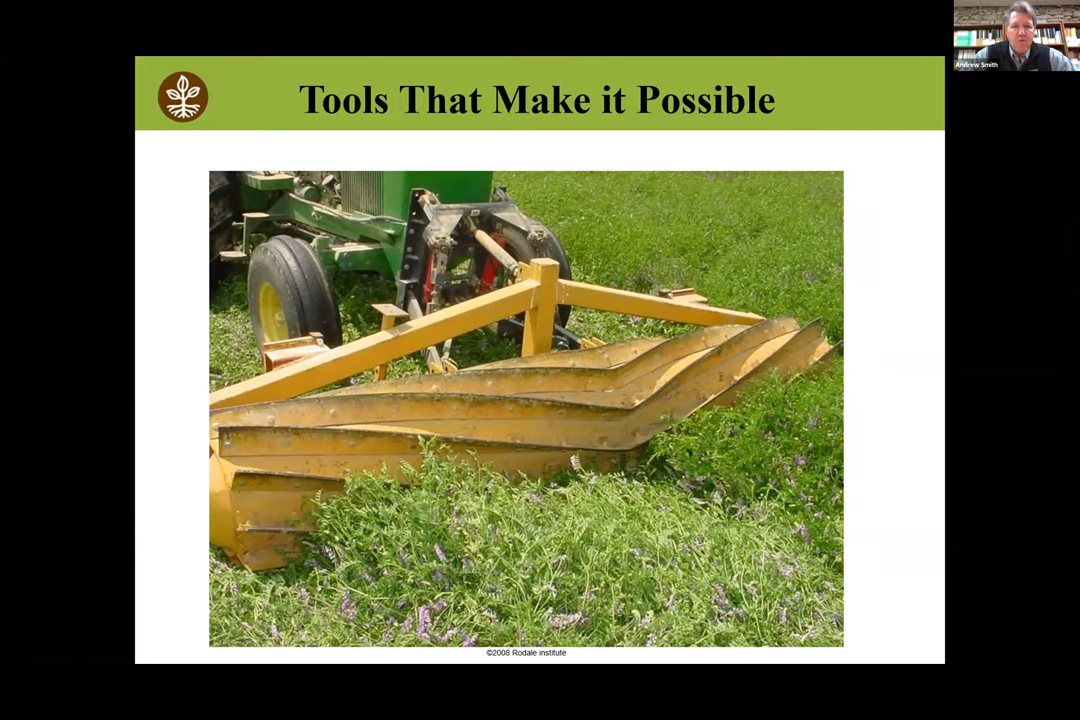 Andrew Smith
Tools That Make it Possible
©2008 Rodale institute